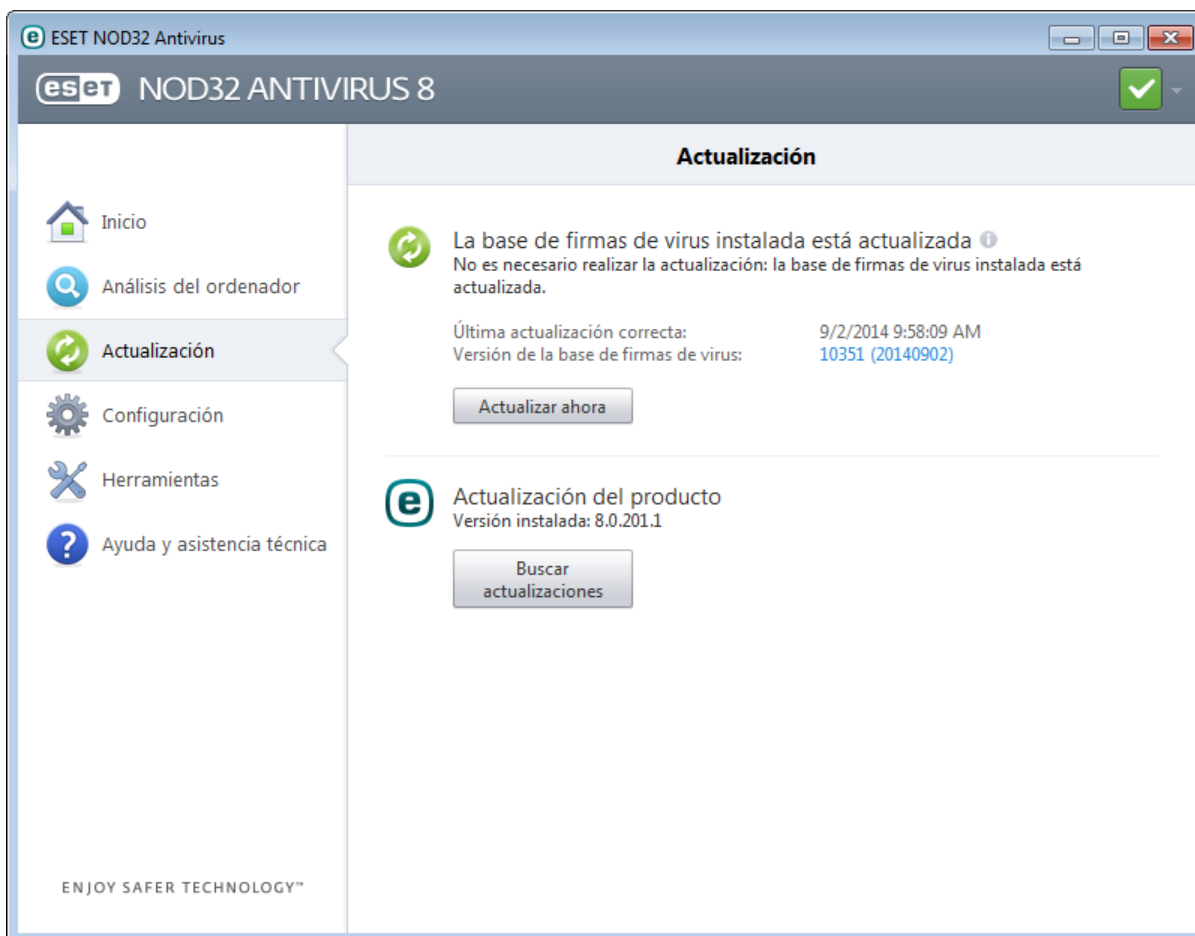 ESET NOD32 Antivirus
eset NOD32 ANTIVIRUS 8
Actualización
Inicio
Análisis del ordenador
Actualización
Configuración
Herramientas
Ayuda y asistencia técnica
ENJOY SAFER TECHNOLOGY™
La base de firmas de virus instalada está actualizada
No es necesario realizar la actualización: la base de firmas de virus instalada está
actualizada.
Última actualización correcta: 9/2/2014 9:58:09 AM
Versión de la base de firmas de virus: 10351 (20140902)
Actualizar ahora
Actualización del producto
Versión instalada: 8.0.201.1
Buscar
actualizaciones